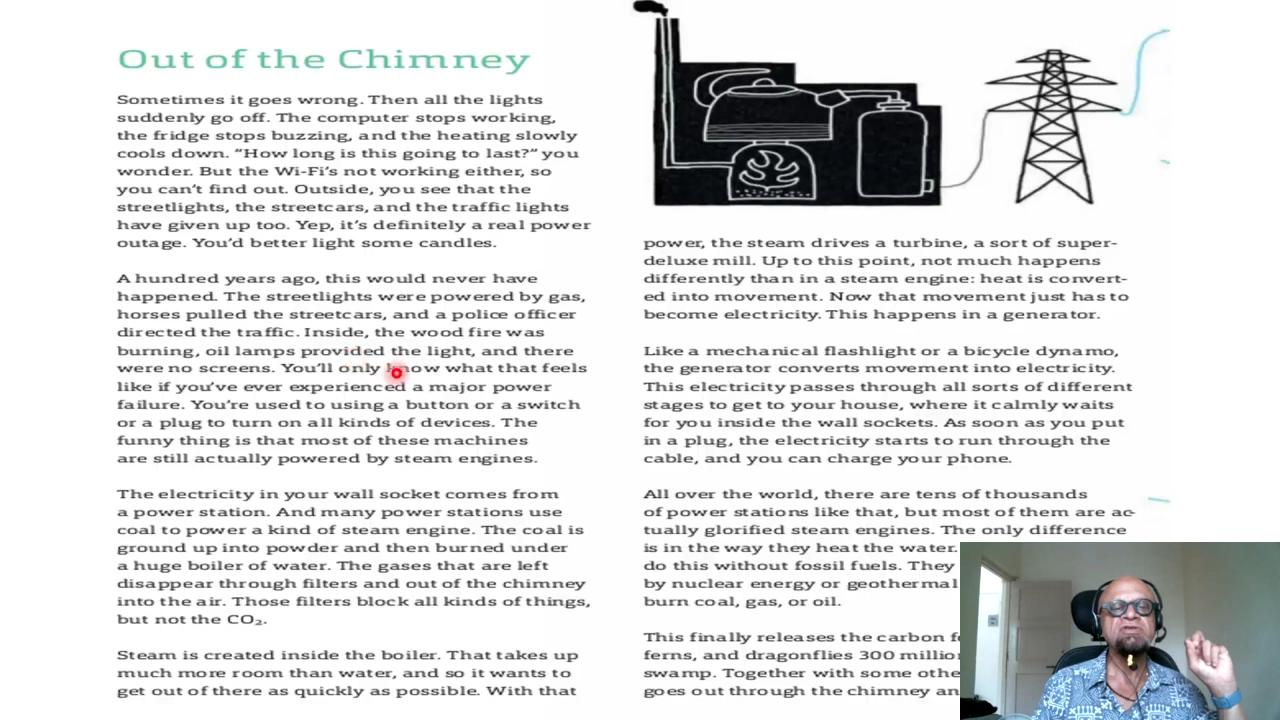 Out of the Chimney
Sometimes it goes wrong. Then all the lights
suddenly go off. The computer stops working,
the fridge stops buzzing, and the heating slowly
cools down. “How long is this going to last?” you
wonder. But the Wi-Fi’s not working either, so
you can’t find out. Outside, you see that the
streetlights, the streetcars, and the traffic lights
have given up too. Yep, it’s definitely a real power
outage. You’d better light some candles.
A hundred years ago, this would never have
happened. The streetlights were powered by gas,
horses pulled the streetcars, and a police officer
directed the traffic. Inside, the wood fire was
burning, oil lamps provided the light, and there
were no screens. You’ll only know what that feels
like if you’ve ever experienced a major power
failure. You’re used to using a button or a switch
or a plug to turn on all kinds of devices. The
funny thing is that most of these machines
are still actually powered by steam engines.
The electricity in your wall socket comes from
a power station. And many power stations use
coal to power a kind of steam engine. The coal is
ground up into powder and then burned under
a huge boiler of water. The gases that are left
disappear through filters and out of the chimney
into the air. Those filters block all kinds of things,
but not the CO₂.
Steam is created inside the boiler. That takes up
much more room than water, and so it wants to
get out of there as quickly as possible. With that
power, the steam drives a turbine, a sort of super-
deluxe mill. Up to this point, not much happens
differently than in a steam engine: heat is convert-
ed into movement. Now that movement just has to
become electricity. This happens in a generator.
Like a mechanical flashlight or a bicycle dynamo,
the generator converts movement into electricity.
This electricity passes through all sorts of different
stages to get to your house, where it calmly waits
for you inside the wall sockets. As soon as you put
in a plug, the electricity starts to run through the
cable, and you can charge your phone.
All over the world, there are tens of thousands
of power stations like that, but most of them are ac-
tually glorified steam engines. The only difference
is in the way they heat the water.
do this without fossil fuels. They
by nuclear energy or geothermal
burn coal, gas, or oil.
This finally releases the carbon
ferns, and dragonflies 300
swamp. Together with some
goes out through the chimney